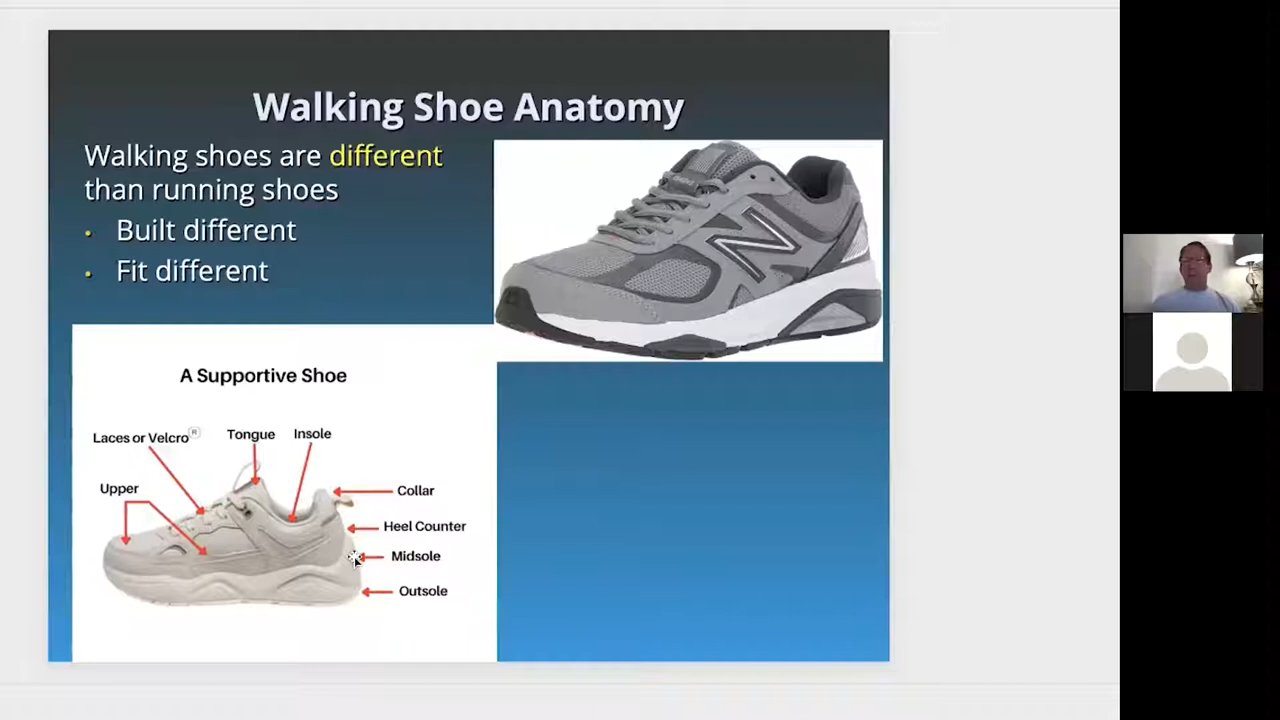 Walking Shoe Anatomy
Walking shoes are different
than running shoes
• Built different
• Fit different
A Supportive Shoe
Laces or Velcro®
Tongue
Insole
Upper
Collar
Heel Counter
Midsole
Outsole